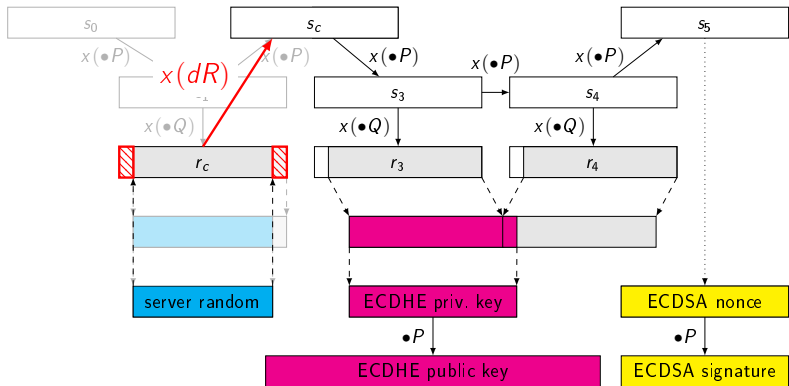 s0 sc s5
x(•P) x(•P) x(•P) x(•P) x(•P)
x(dR)
s3 s4
x(•Q) x(•Q) x(•Q)
rc r3 r4
server random ECDHE priv. key ECDSA nonce
•P •P
ECDHE public key ECDSA signature